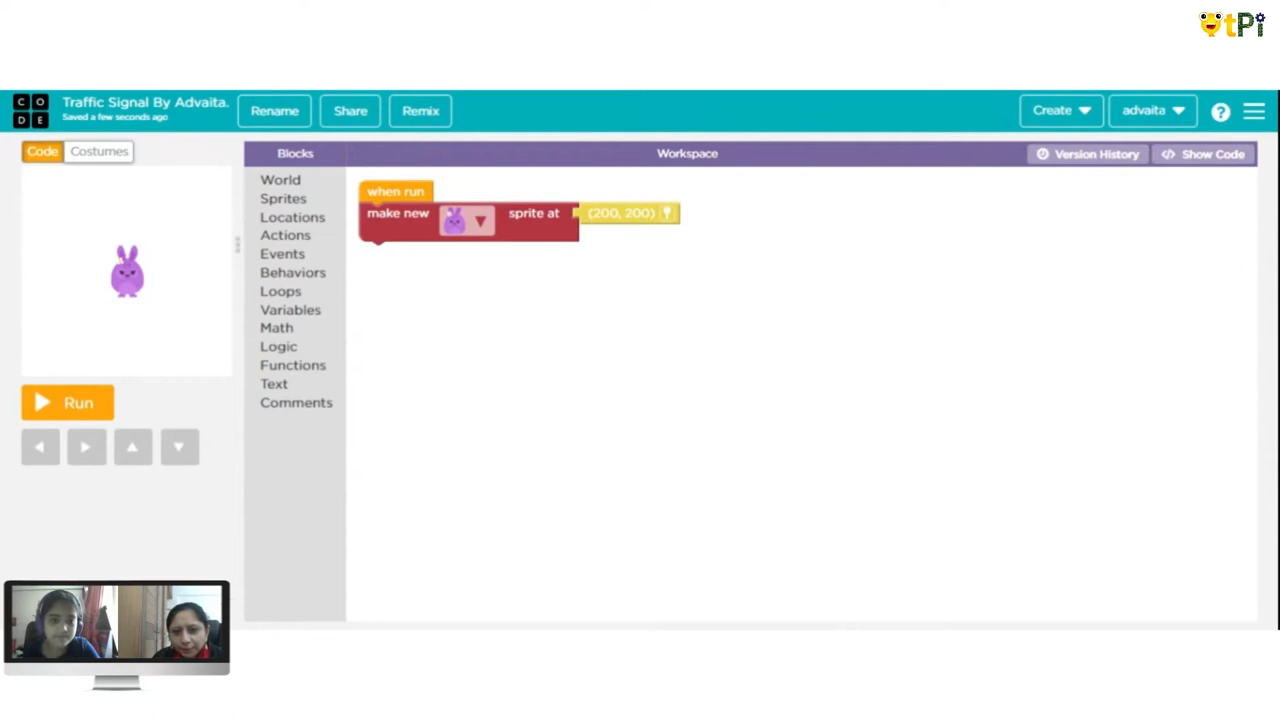 OtPi
CODE
Traffic Signal By Advaita.
Saved a few seconds ago
Rename
Share
Remix
Create
advaita
?
Code
Costumes
Blocks
Workspace
Version History
Show Code
World
Sprites
Locations
Actions
Events
Behaviors
Loops
Variables
Math
Logic
Functions
Text
Comments
when run
make new sprite at (200, 200)
Run